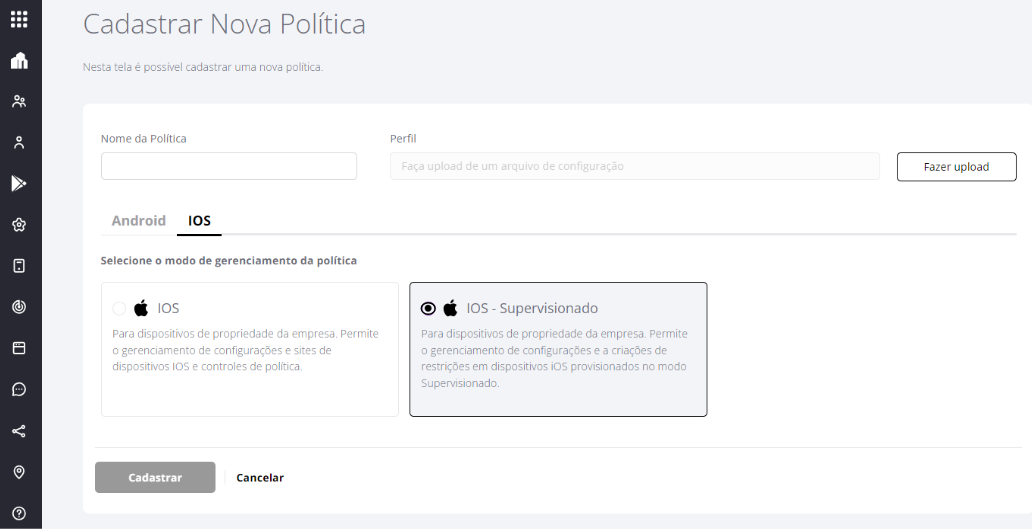 Cadastrar Nova Política
Nesta tela é possível cadastrar uma nova política.
Nome da Política
Perfil
Faça upload de um arquivo de configuração
Fazer upload
Android
IOS
Selecione o modo de gerenciamento da política
IOS
Para dispositivos de propriedade da empresa. Permite
o gerenciamento de configurações e sites de
dispositivos IOS e controles de política.
IOS - Supervisionado
Para dispositivos de propriedade da empresa. Permite
o gerenciamento de configurações e a criações de
restrições em dispositivos iOS provisionados no modo
Supervisionado.
Cadastrar
Cancelar